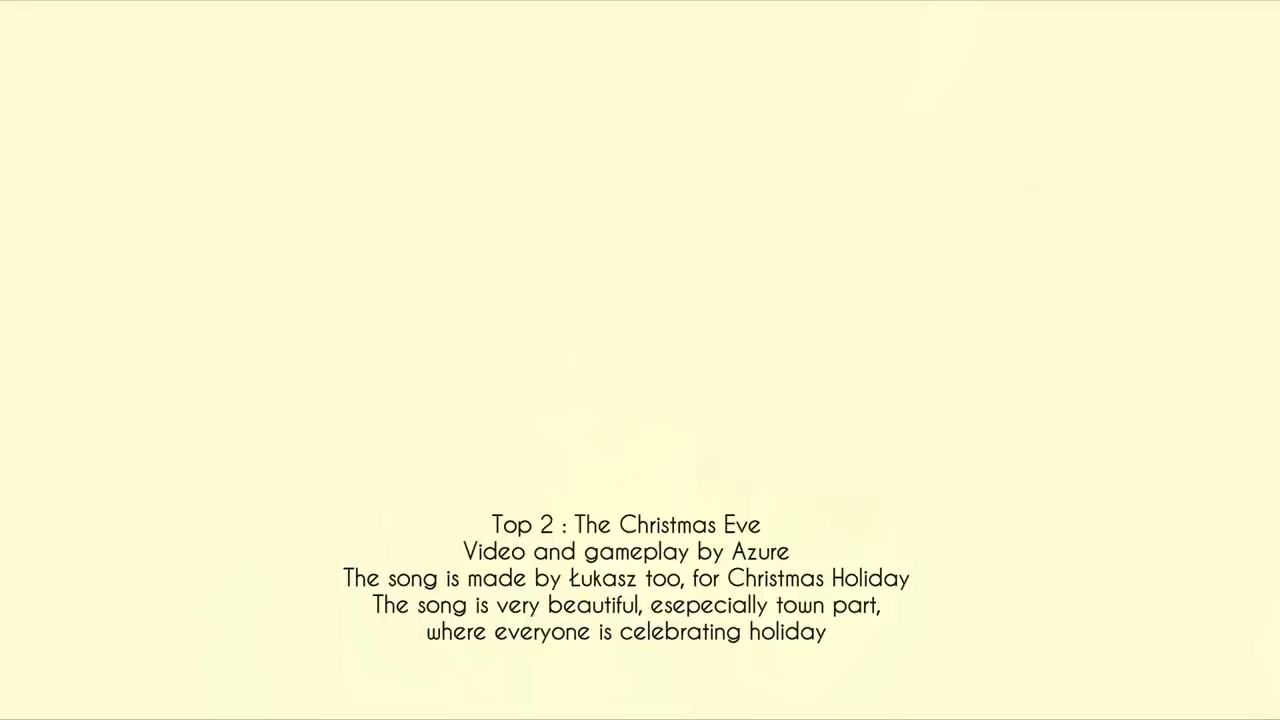 Top 2 : The Christmas Eve
Video and gameplay by Azure
The song is made by Łukasz too, for Christmas Holiday
The song is very beautiful, esepecially town part,
where everyone is celebrating holiday